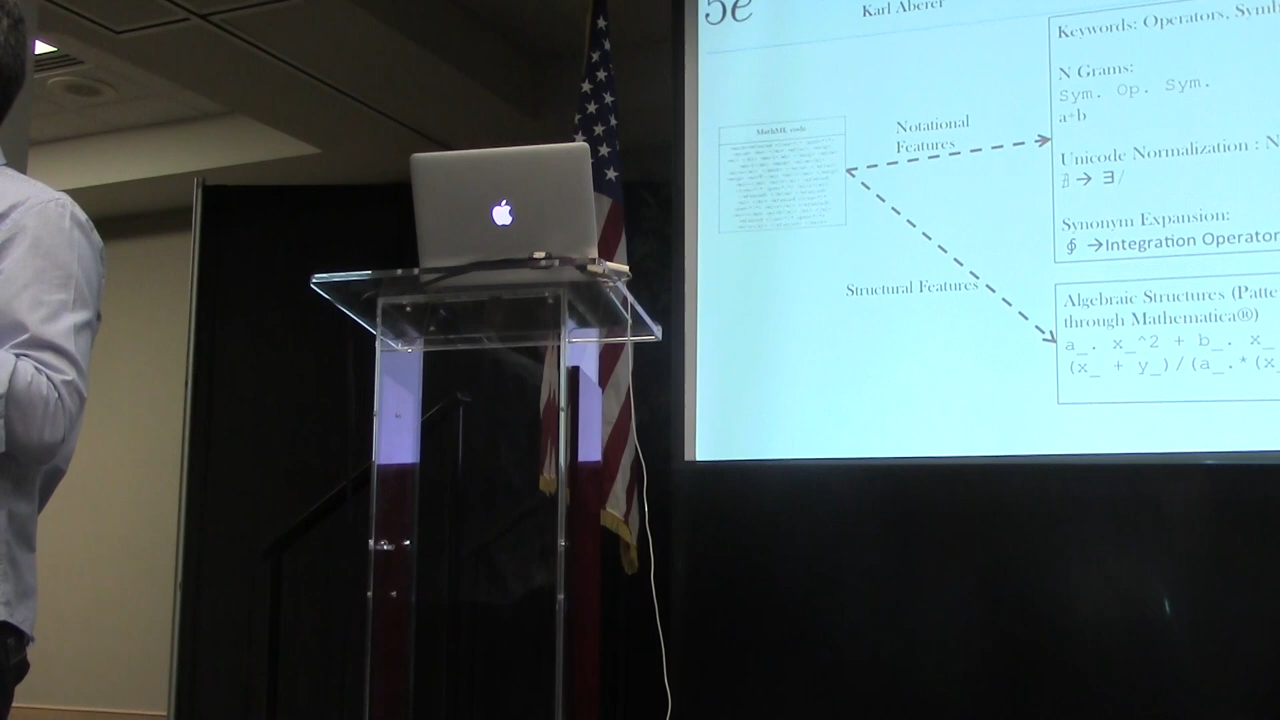 5e
Karl Aberer
MathML code
Notational
Features
Structural Features
Keywords: Operators,
N Grams:
Sym. Op. Sym.
a+b
Unicode Normalization :
∄ → ∃/
Synonym Expansion:
∮ →Integration Operator
Algebraic Structures
through Mathematica®)
a_. x_^2 + b_. x_
(x_ + y_)/(a_.*(x_